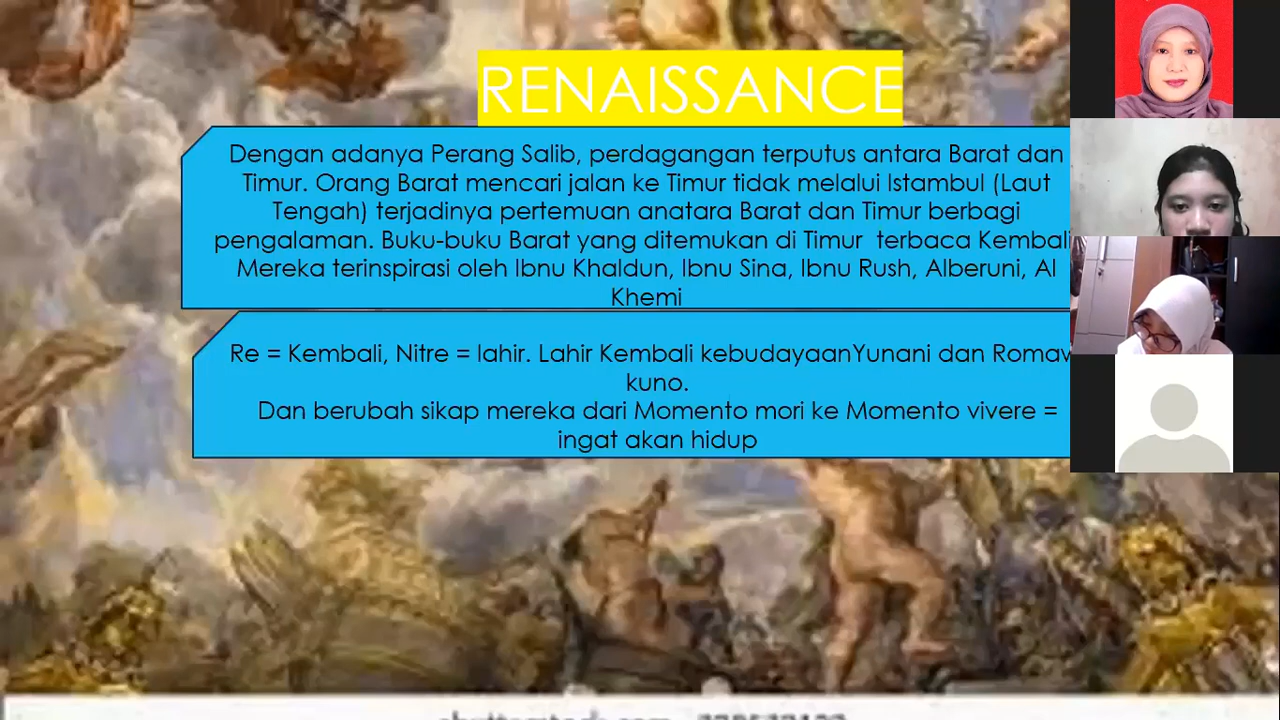 RENAISSANCE
Dengan adanya Perang Salib, perdagangan terputus antara Barat dan
Timur. Orang Barat mencari jalan ke Timur tidak melalui Istambul (Laut
Tengah) terjadinya pertemuan anatara Barat dan Timur berbagi
pengalaman. Buku-buku Barat yang ditemukan di Timur terbaca Kembali
Mereka terinspirasi oleh Ibnu Khaldun, Ibnu Sina, Ibnu Rush, Alberuni, Al
Khemi
Re = Kembali, Nitre = lahir. Lahir Kembali kebudayaanYunani dan
kuno.
Dan berubah sikap mereka dari Momento mori ke Momento vivere =
ingat akan hidup